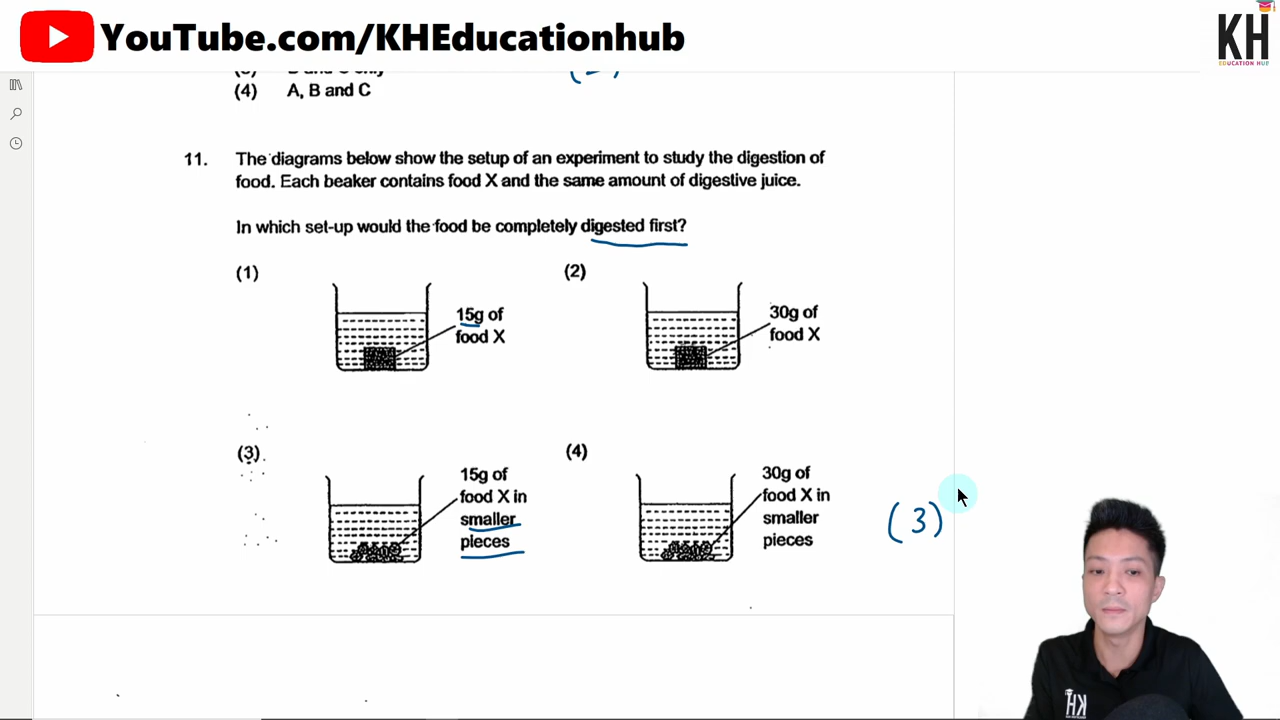 YouTube.com/KHEducationhub
KH
EDUCATION HUB
(4) A, B and C
11. The diagrams below show the setup of an experiment to study the digestion of
food. Each beaker contains food X and the same amount of digestive juice.
In which set-up would the food be completely digested first?
(1)
15g of
food X
(2)
30g of
food X
(3)
15g of
food X in
smaller
pieces
(4)
30g of
food X in
smaller
pieces
(3)
KH